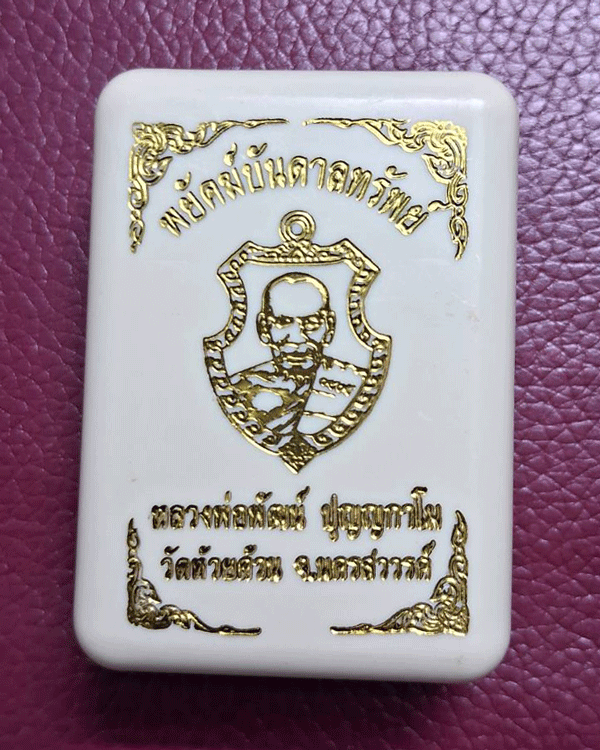 พยัคฆ์บันดาลทรัพย์
หลวงพ่อพัฒน์ ปุญญกาโม
วัดห้วยด้วน จ.นครสวรรค์